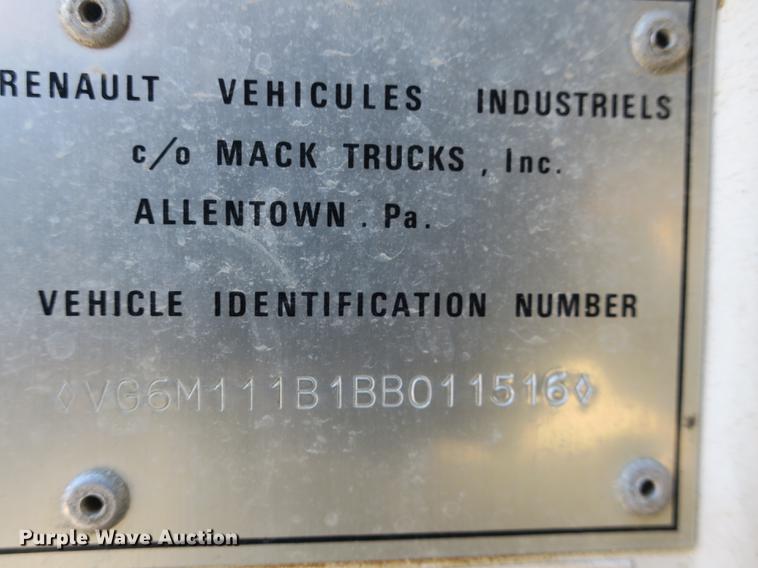 RENAULT VEHICULES INDUSTRIELS
c/o MACK TRUCKS, Inc.
ALLENTOWN. Pa.
VEHICLE IDENTIFICATION NUMBER
◊VG6M111B1BB011516◊
Purple Wave Auction